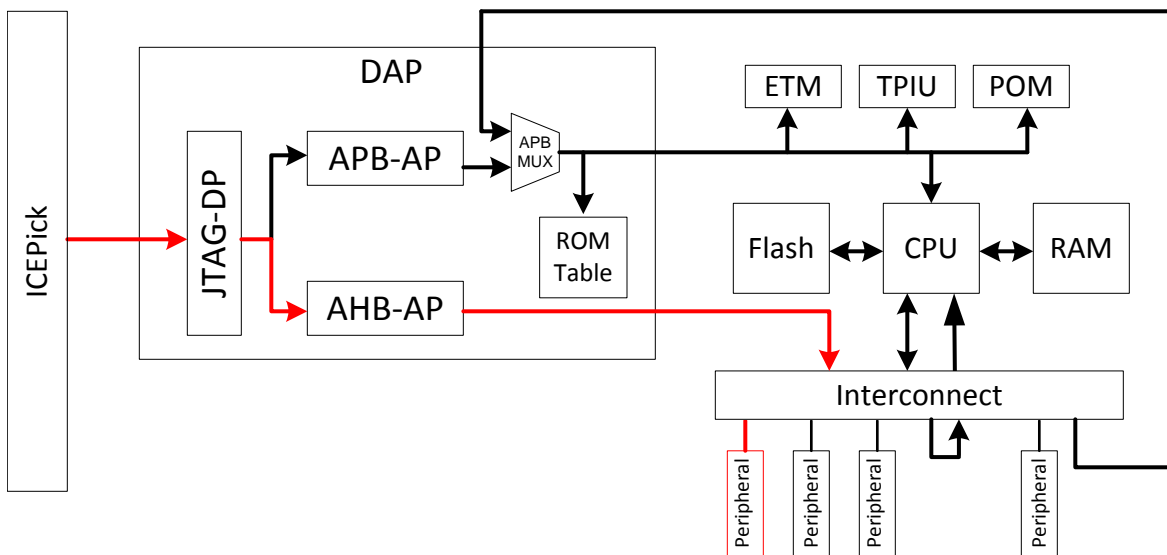 DAP
ETM
TPIU
POM
APB-AP
APB
MUX
ICEPick
JTAG-DP
ROM
Table
Flash
CPU
RAM
AHB-AP
Interconnect
Peripheral
Peripheral
Peripheral
Peripheral